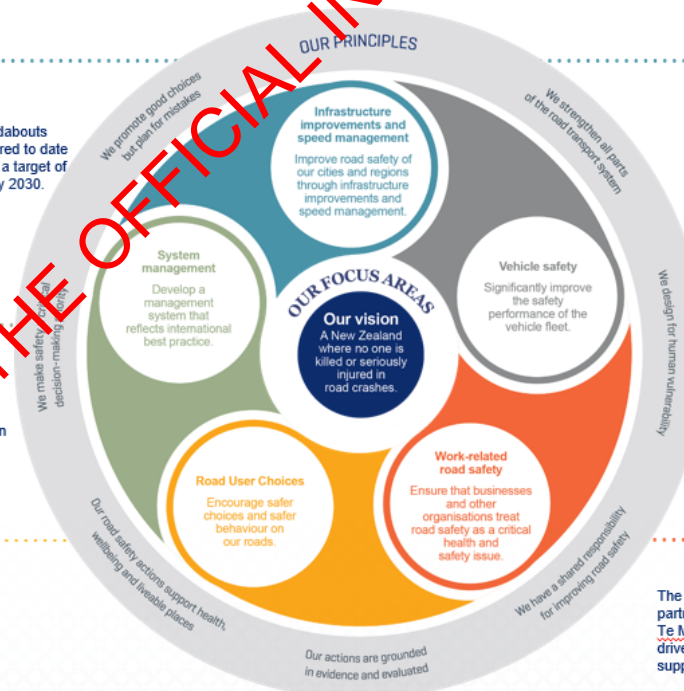 THE OFFICIAL IN
OUR PRINCIPLES
We promote good choices
but plan for mistakes
We strengthen all parts
of the road transport system
We design for human vulnerability
We have a shared responsibility
for improving road safety
Our actions are grounded
in evidence and evaluated
Our road safety actions support health,
wellbeing and liveable places
We make safety a critical
decision-making priority
dabouts
red to date
a target of
y 2030.
Infrastructure
improvements and
speed management
Improve road safety of
our cities and regions
through infrastructure
improvements and
speed management.
System
management
Develop a
management
system that
reflects international
best practice.
Vehicle safety
Significantly improve
the safety
performance of the
vehicle fleet.
OUR FOCUS AREAS
Our vision
A New Zealand
where no one is
killed or seriously
injured in
road crashes.
n
Road User Choices
Encourage safer
choices and safer
behaviour on
our roads.
Work-related
road safety
Ensure that businesses
and other
organisations treat
road safety as a critical
health and
safety issue.
The
partn
Te M
drive
supp